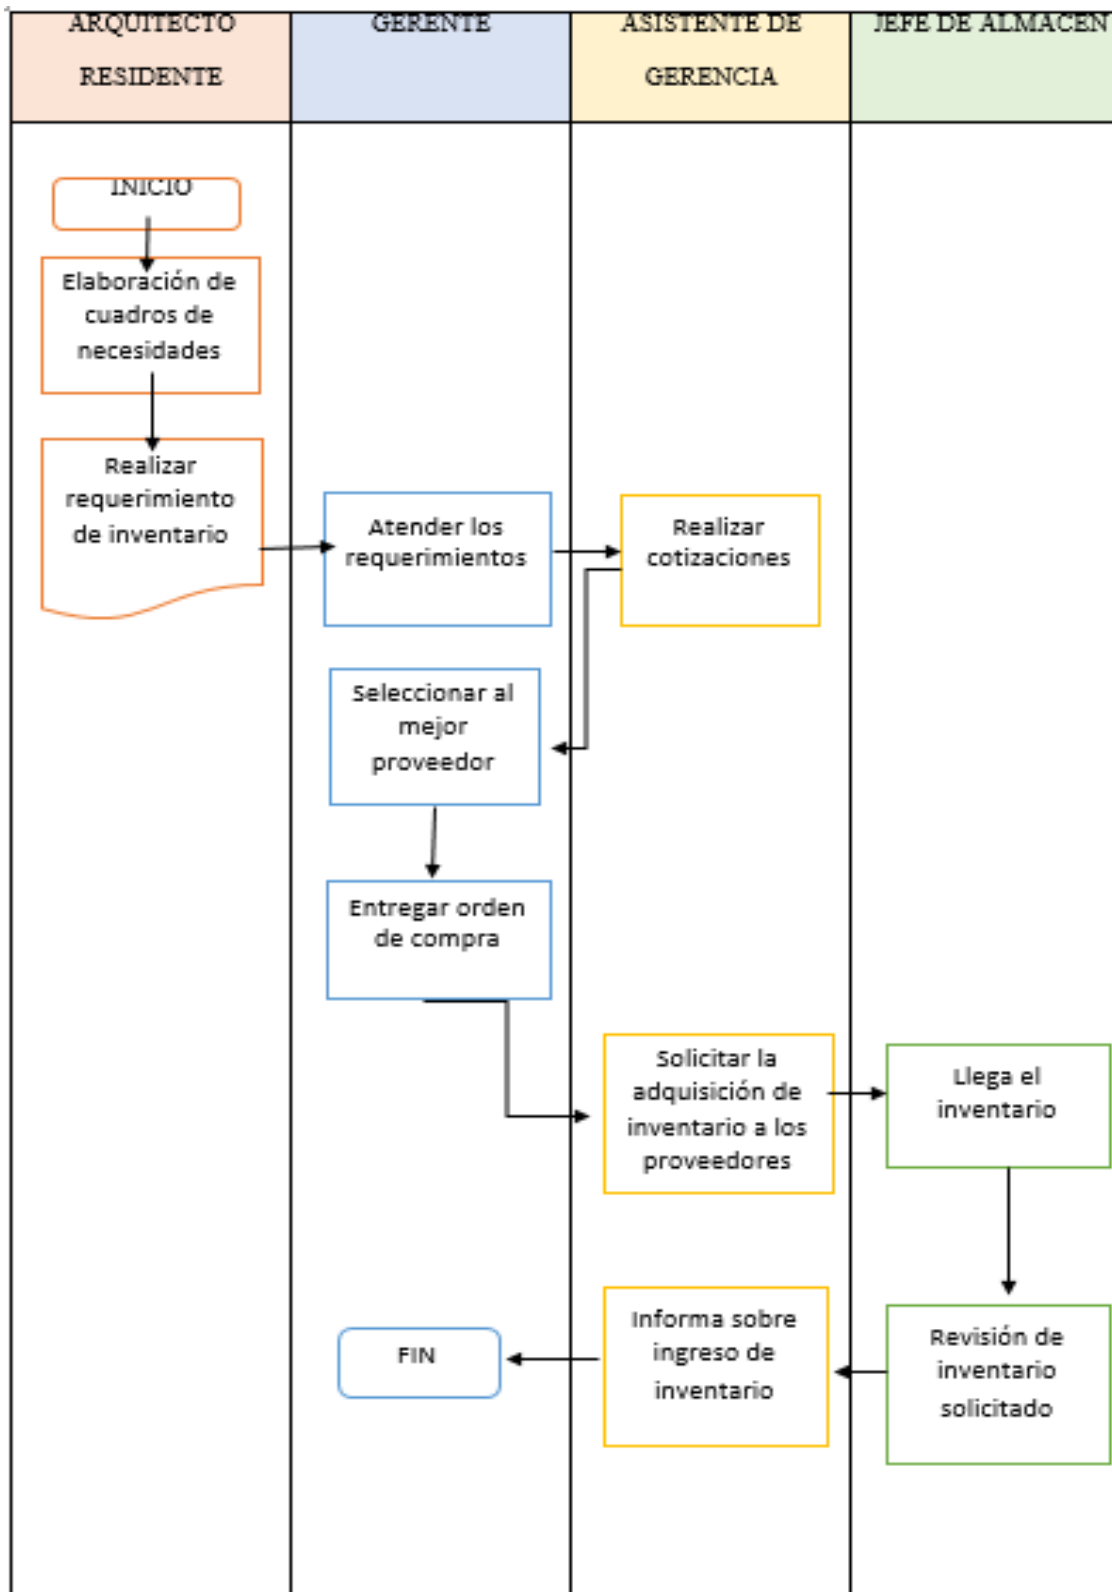 ARQUITECTO
RESIDENTE
GERENTE
ASISTENTE DE
GERENCIA
JEFE DE ALMACEN
INICIO
Elaboración de
cuadros de
necesidades
Realizar
requerimiento
de inventario
Atender los
requerimientos
Realizar
cotizaciones
Seleccionar al
mejor
proveedor
Entregar orden
de compra
Solicitar la
adquisición de
inventario a los
proveedores
Llega el
inventario
Revisión de
inventario
solicitado
Informa sobre
ingreso de
inventario
FIN